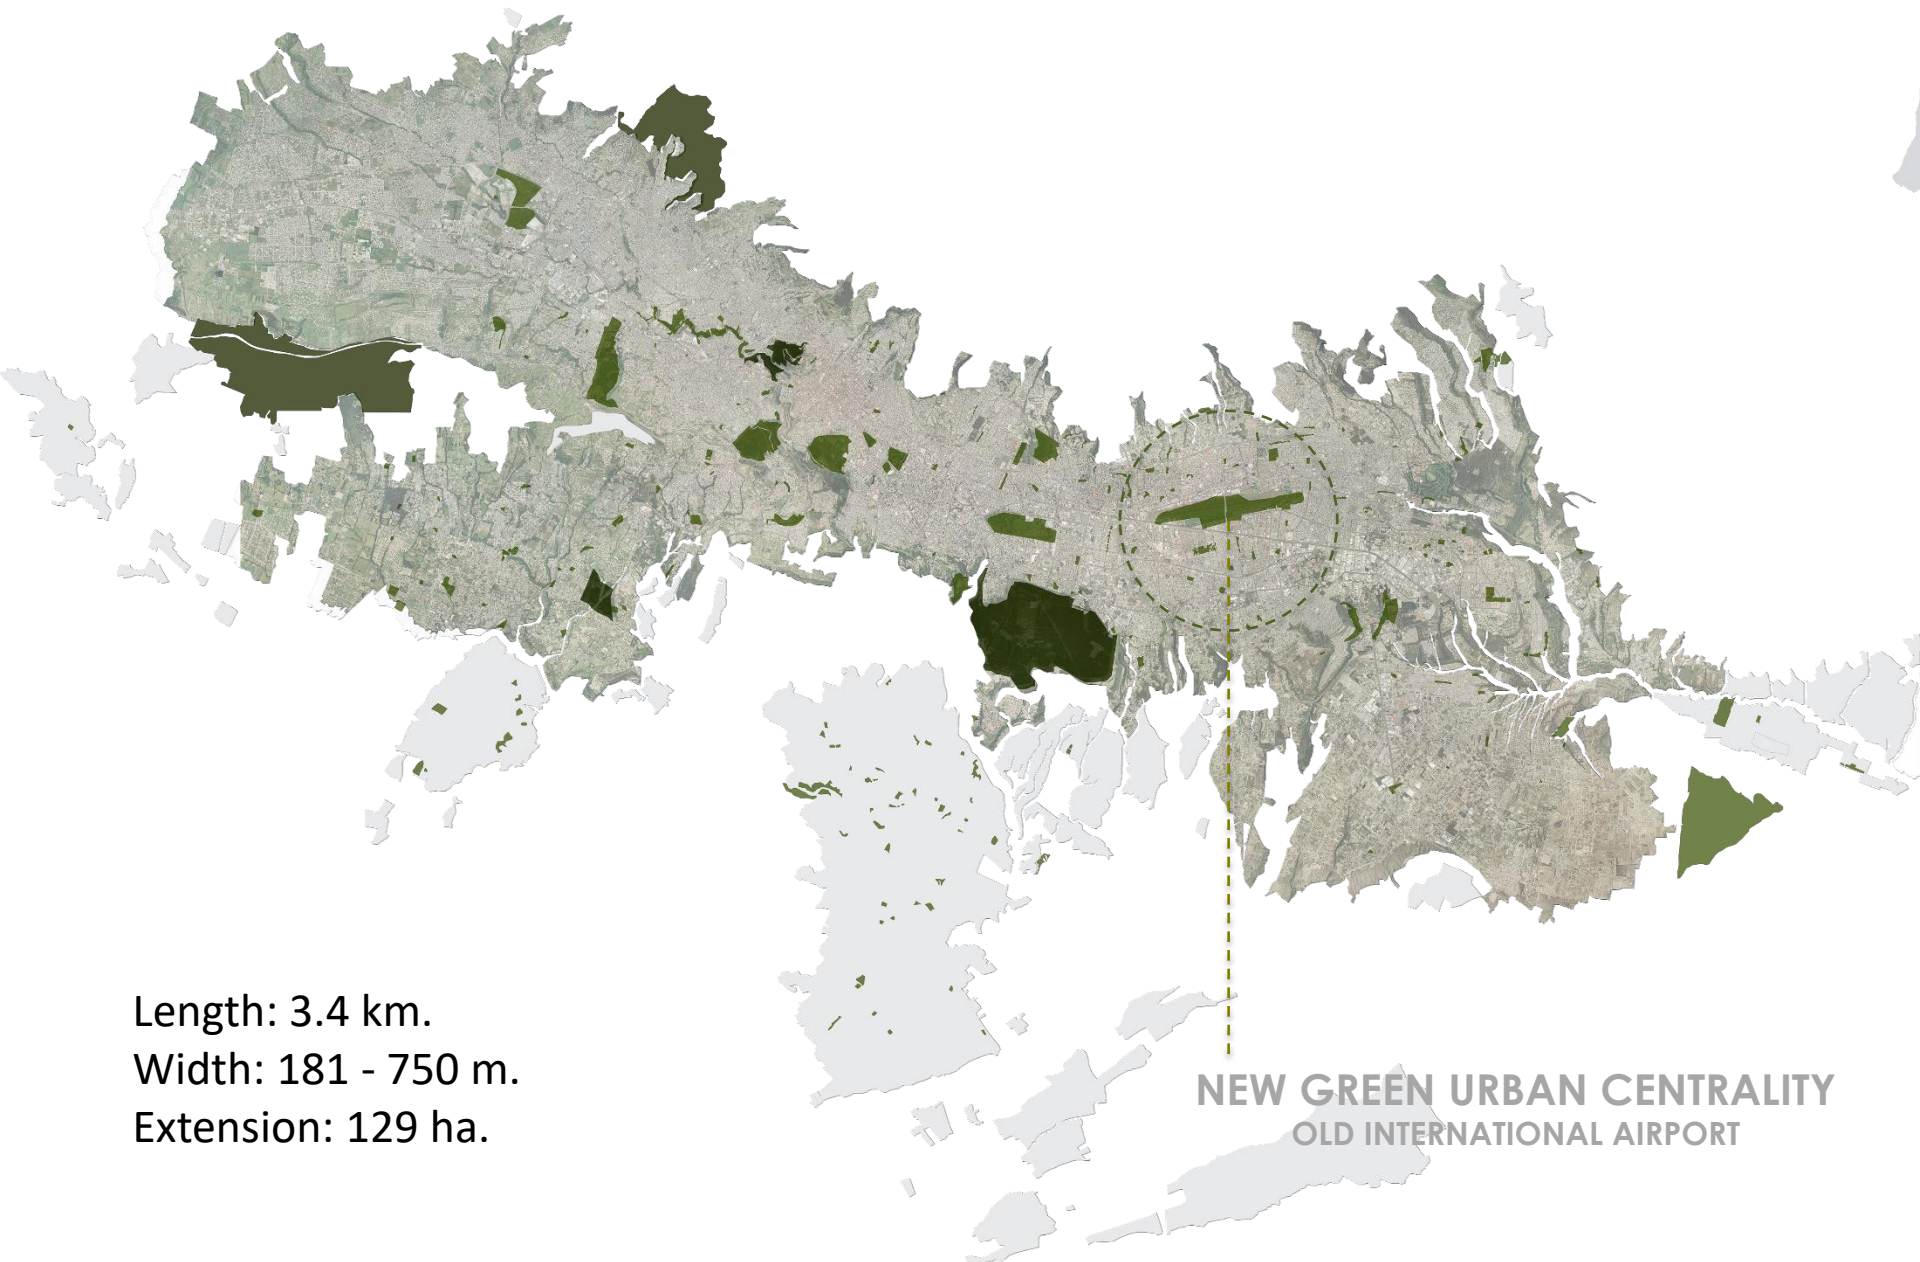 Length: 3.4 km.
Width: 181 - 750 m.
Extension: 129 ha.
NEW GREEN URBAN CENTRALITY
OLD INTERNATIONAL AIRPORT